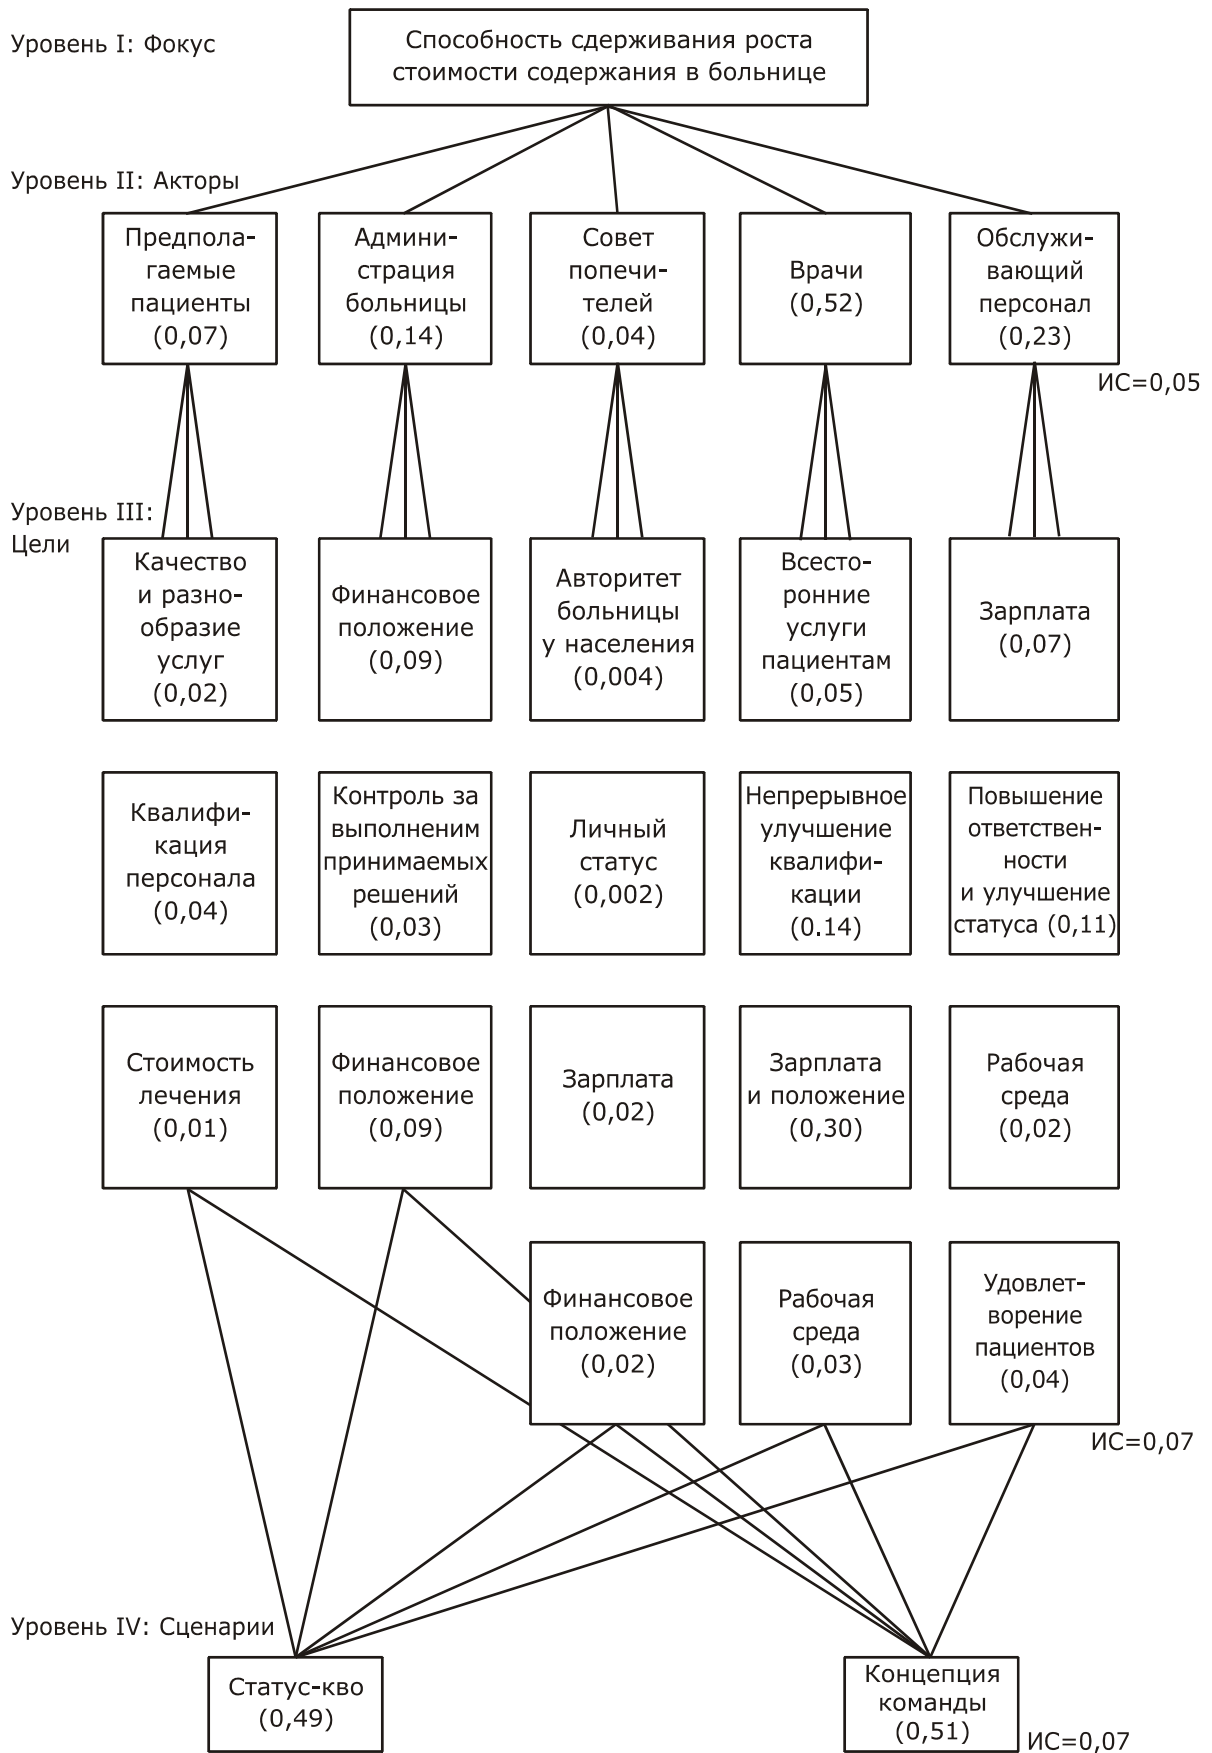 Уровень I: Фокус
Способность сдерживания роста
стоимости содержания в больнице
Уровень II: Акторы
Предпола-
гаемые
пациенты
(0,07)
Админи-
страция
больницы
(0,14)
Совет
попечи-
телей
(0,04)
Врачи
(0,52)
Обслужи-
вающий
персонал
(0,23)
ИС=0,05
Уровень III:
Цели
Качество
и разно-
образие
услуг
(0,02)
Финансовое
положение
(0,09)
Авторитет
больницы
у населения
(0,004)
Всесто-
ронние
услуги
пациентам
(0,05)
Зарплата
(0,07)
Квалифи-
кация
персонала
(0,04)
Контроль за
выполненим
принимаемых
решений
(0,03)
Личный
статус
(0,002)
Непрерывное
улучшение
квалифи-
кации
(0.14)
Повышение
ответствен-
ности
и улучшение
статуса (0,11)
Стоимость
лечения
(0,01)
Финансовое
положение
(0,09)
Зарплата
(0,02)
Зарплата
и положение
(0,30)
Рабочая
среда
(0,02)
Финансовое
положение
(0,02)
Рабочая
среда
(0,03)
Удовлет-
ворение
пациентов
(0,04)
ИС=0,07
Уровень IV: Сценарии
Статус-кво
(0,49)
Концепция
команды
(0,51)
ИС=0,07